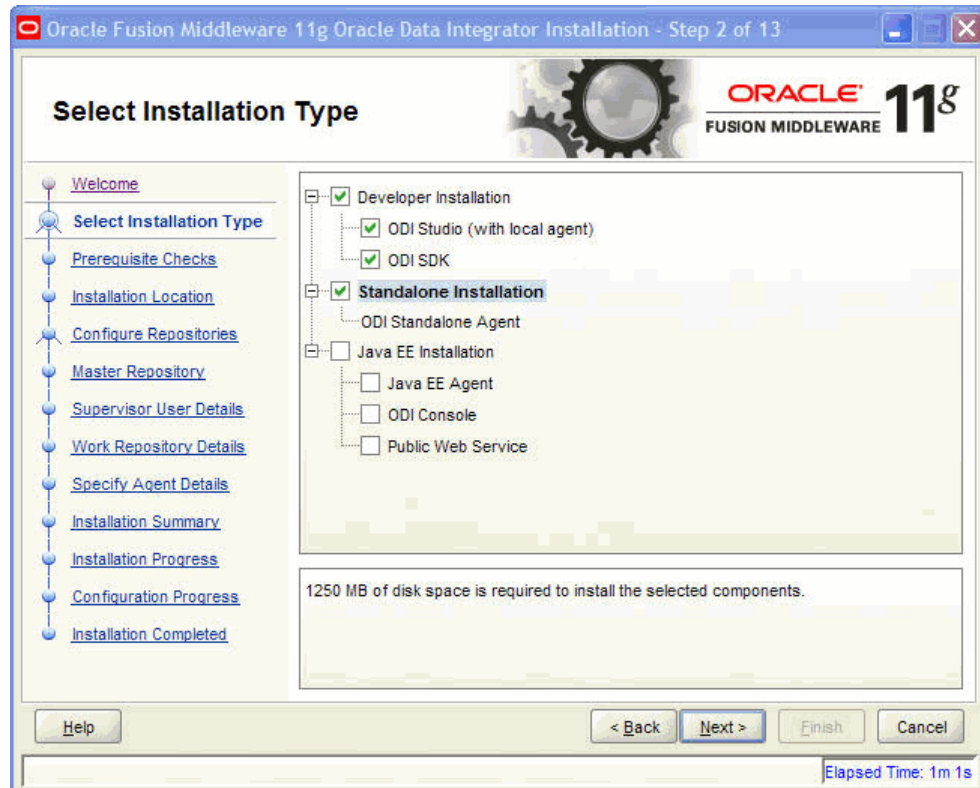 Oracle Fusion Middleware 11g Oracle Data Integrator Installation - Step 2 of 13
Select Installation Type
ORACLE
FUSION MIDDLEWARE
11g
Welcome
Select Installation Type
Prerequisite Checks
Installation Location
Configure Repositories
Master Repository
Supervisor User Details
Work Repository Details
Specify Agent Details
Installation Summary
Installation Progress
Configuration Progress
Installation Completed
Developer Installation
ODI Studio (with local agent)
ODI SDK
Standalone Installation
ODI Standalone Agent
Java EE Installation
Java EE Agent
ODI Console
Public Web Service
1250 MB of disk space is required to install the selected components.
Help
< Back
Next >
Finish
Cancel
Elapsed Time: 1m 1s